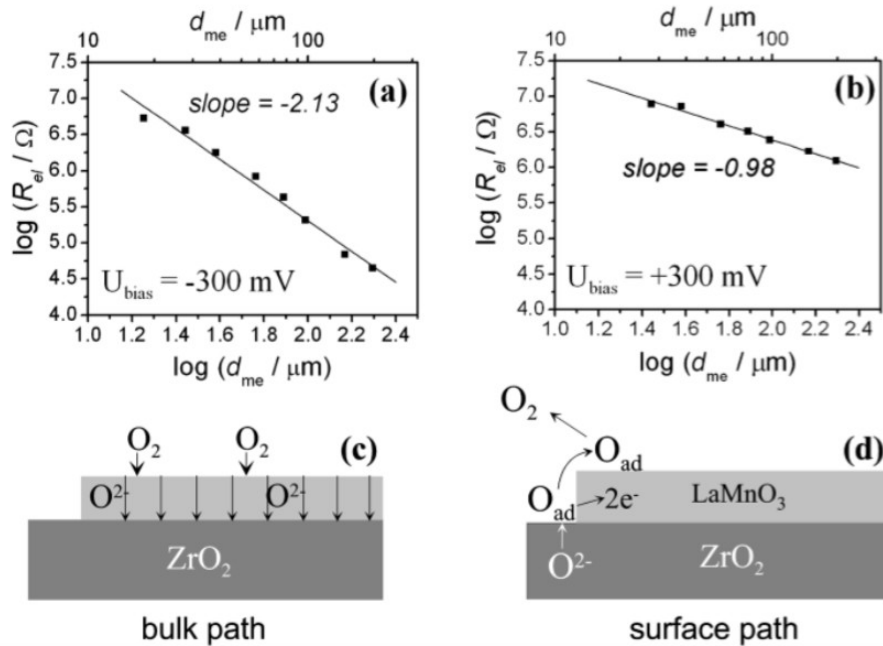 d_me / μm
10 100
(a)
slope = -2.13
log (R_el / Ω)
7.5
7.0
6.5
6.0
5.5
5.0
4.5
4.0
U_bias = -300 mV
1.0 1.2 1.4 1.6 1.8 2.0 2.2 2.4
log (d_me / μm)
d_me / μm
10 100
(b)
slope = -0.98
log (R_el / Ω)
7.5
7.0
6.5
6.0
5.5
5.0
4.5
4.0
U_bias = +300 mV
1.0 1.2 1.4 1.6 1.8 2.0 2.2 2.4
log (d_me / μm)
(c)
O₂ O₂
O²⁻ O²⁻
ZrO₂
bulk path
(d)
O₂
O_ad
O_ad 2e⁻ LaMnO₃
O²⁻ ZrO₂
surface path